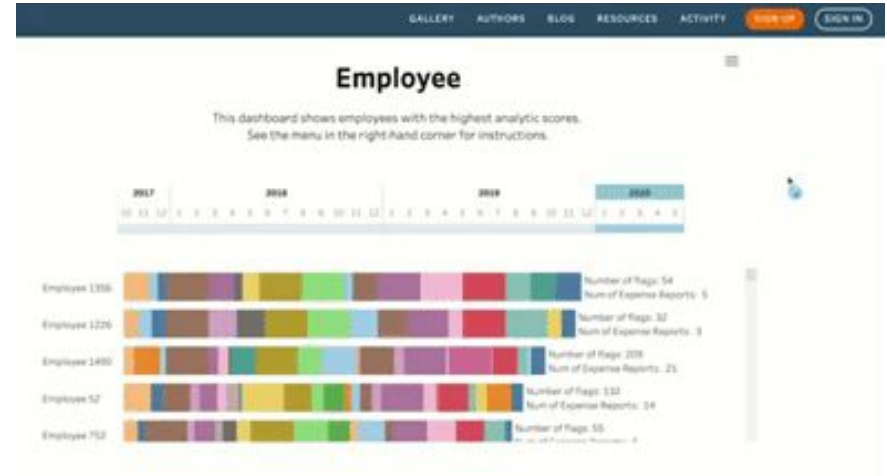 GALLERY AUTHORS BLOG RESOURCES ACTIVITY SIGN UP SIGN IN
Employee
This dashboard shows employees with the highest analytic scores.
See the menu in the right-hand corner for instructions.
2017 2018 2019 2020
10 11 12 1 2 3 4 5 6 7 8 9 10 11 12 1 2 3 4 5 6 7 8 9 10 11 12 1 2 3 4 5
Employee 1356
Number of flags: 54
Num of Expense Reports: 5
Employee 1226
Number of flags: 32
Num of Expense Reports: 3
Employee 1490
Number of flags: 209
Num of Expense Reports: 21
Employee 52
Number of flags: 132
Num of Expense Reports: 14
Employee 752
Number of flags: 55